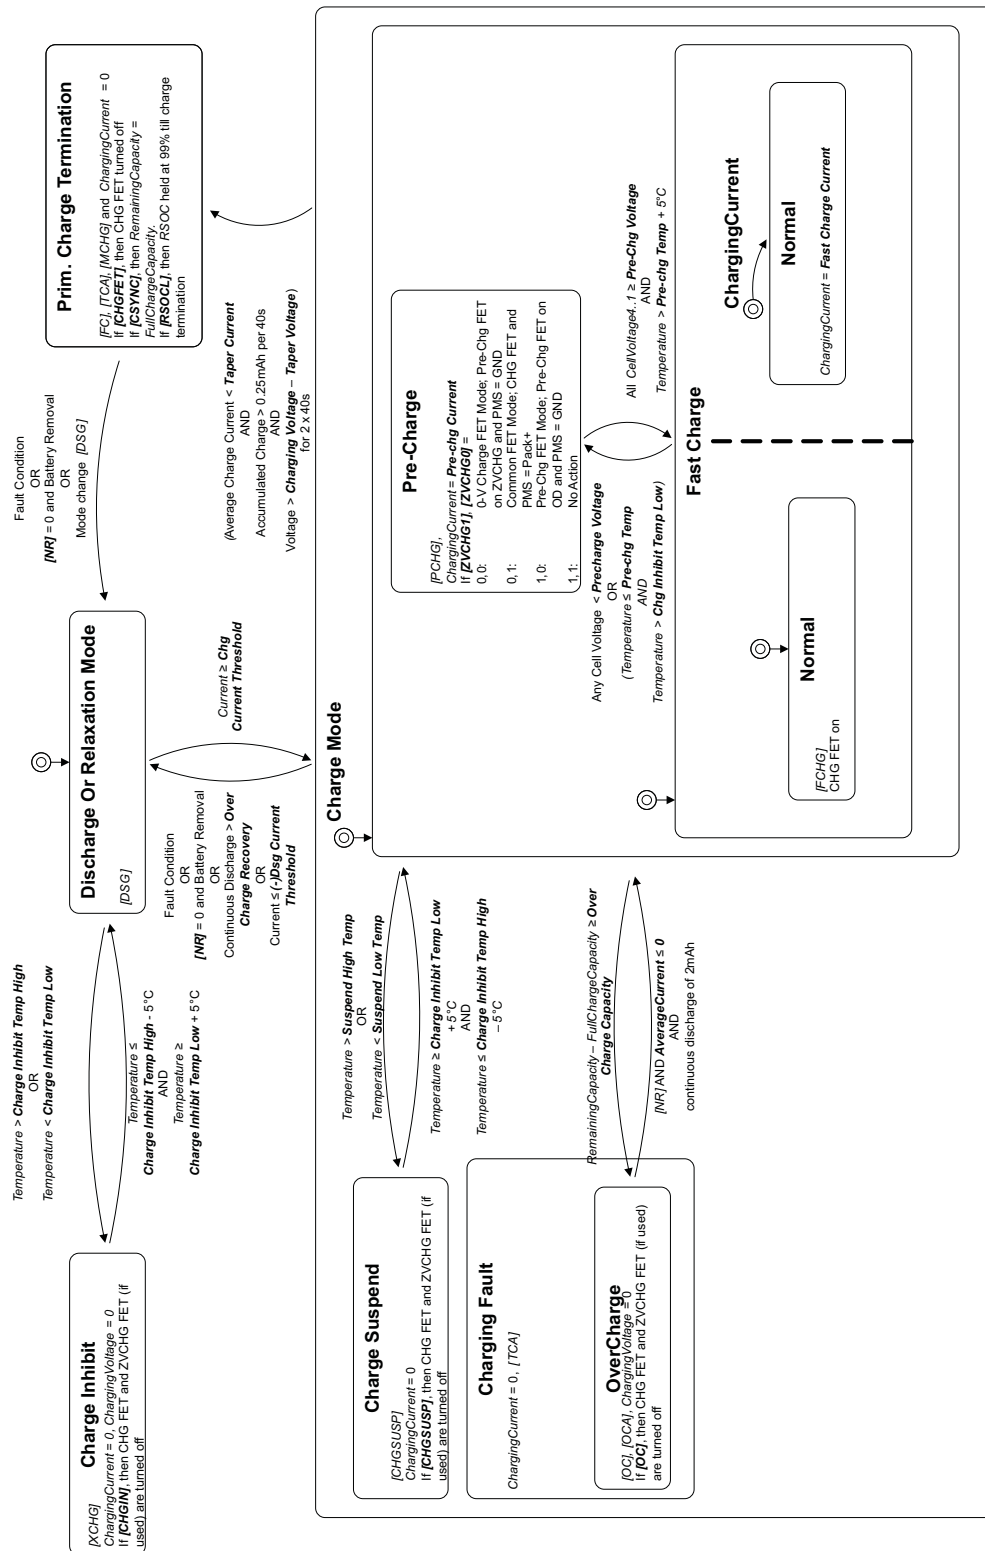 Charge Inhibit
[XCHG]
ChargingCurrent = 0, ChargingVoltage = 0
If [CHGIN], then CHG FET and ZVCHG FET (if
used) are turned off
Temperature > Charge Inhibit Temp High
OR
Temperature < Charge Inhibit Temp Low
Temperature ≤
Charge Inhibit Temp High - 5°C
AND
Temperature ≥
Charge Inhibit Temp Low + 5°C
Discharge Or Relaxation Mode
[DSG]
Fault Condition
OR
[NR] = 0 and Battery Removal
OR
Mode change [DSG]
Prim. Charge Termination
[FC], [TCA], [MCHG] and ChargingCurrent = 0
If [CHGFET], then CHG FET turned off
If [CSYNC], then RemainingCapacity =
FullChargeCapacity.
If [RSOCL], then RSOC held at 99% till charge
termination
Fault Condition
OR
[NR] = 0 and Battery Removal
OR
Continuous Discharge > Over
Charge Recovery
OR
Current ≤ (-)Dsg Current
Threshold
Current ≥ Chg
Current Threshold
(Average Charge Current < Taper Current
AND
Accumulated Charge > 0.25mAh per 40s
AND
Voltage > Charging Voltage – Taper Voltage)
for 2 x 40s
Charge Mode
Charge Suspend
[CHGSUSP]
ChargingCurrent = 0
If [CHGSUSP], then CHG FET and ZVCHG FET (if
used) are turned off
Temperature > Suspend High Temp
OR
Temperature < Suspend Low Temp
Temperature ≥ Charge Inhibit Temp Low
+ 5°C
AND
Temperature ≤ Charge Inhibit Temp High
– 5°C
Charging Fault
ChargingCurrent = 0, [TCA]
OverCharge
[OC], [OCA], ChargingVoltage = 0
If [OC], then CHG FET and ZVCHG FET (if used)
are turned off
RemainingCapacity – FullChargeCapacity ≥ Over
Charge Capacity
[NR] AND AverageCurrent ≤ 0
AND
continuous discharge of 2mAh
Pre-Charge
[PCHG],
ChargingCurrent = Pre-chg Current
If [ZVCHG1], [ZVCHG0] =
0,0: 0-V Charge FET Mode; Pre-Chg FET
on ZVCHG and PMS = GND
0,1: Common FET Mode; CHG FET and
PMS = Pack+
1,0: Pre-Chg FET Mode; Pre-Chg FET on
OD and PMS = GND
1,1: No Action
Any Cell Voltage < Precharge Voltage
OR
(Temperature ≤ Pre-chg Temp
AND
Temperature > Chg Inhibit Temp Low)
All CellVoltage4..1 ≥ Pre-Chg Voltage
AND
Temperature > Pre-chg Temp + 5°C
Fast Charge
Normal
[FCHG]
CHG FET on
ChargingCurrent
Normal
ChargingCurrent = Fast Charge Current